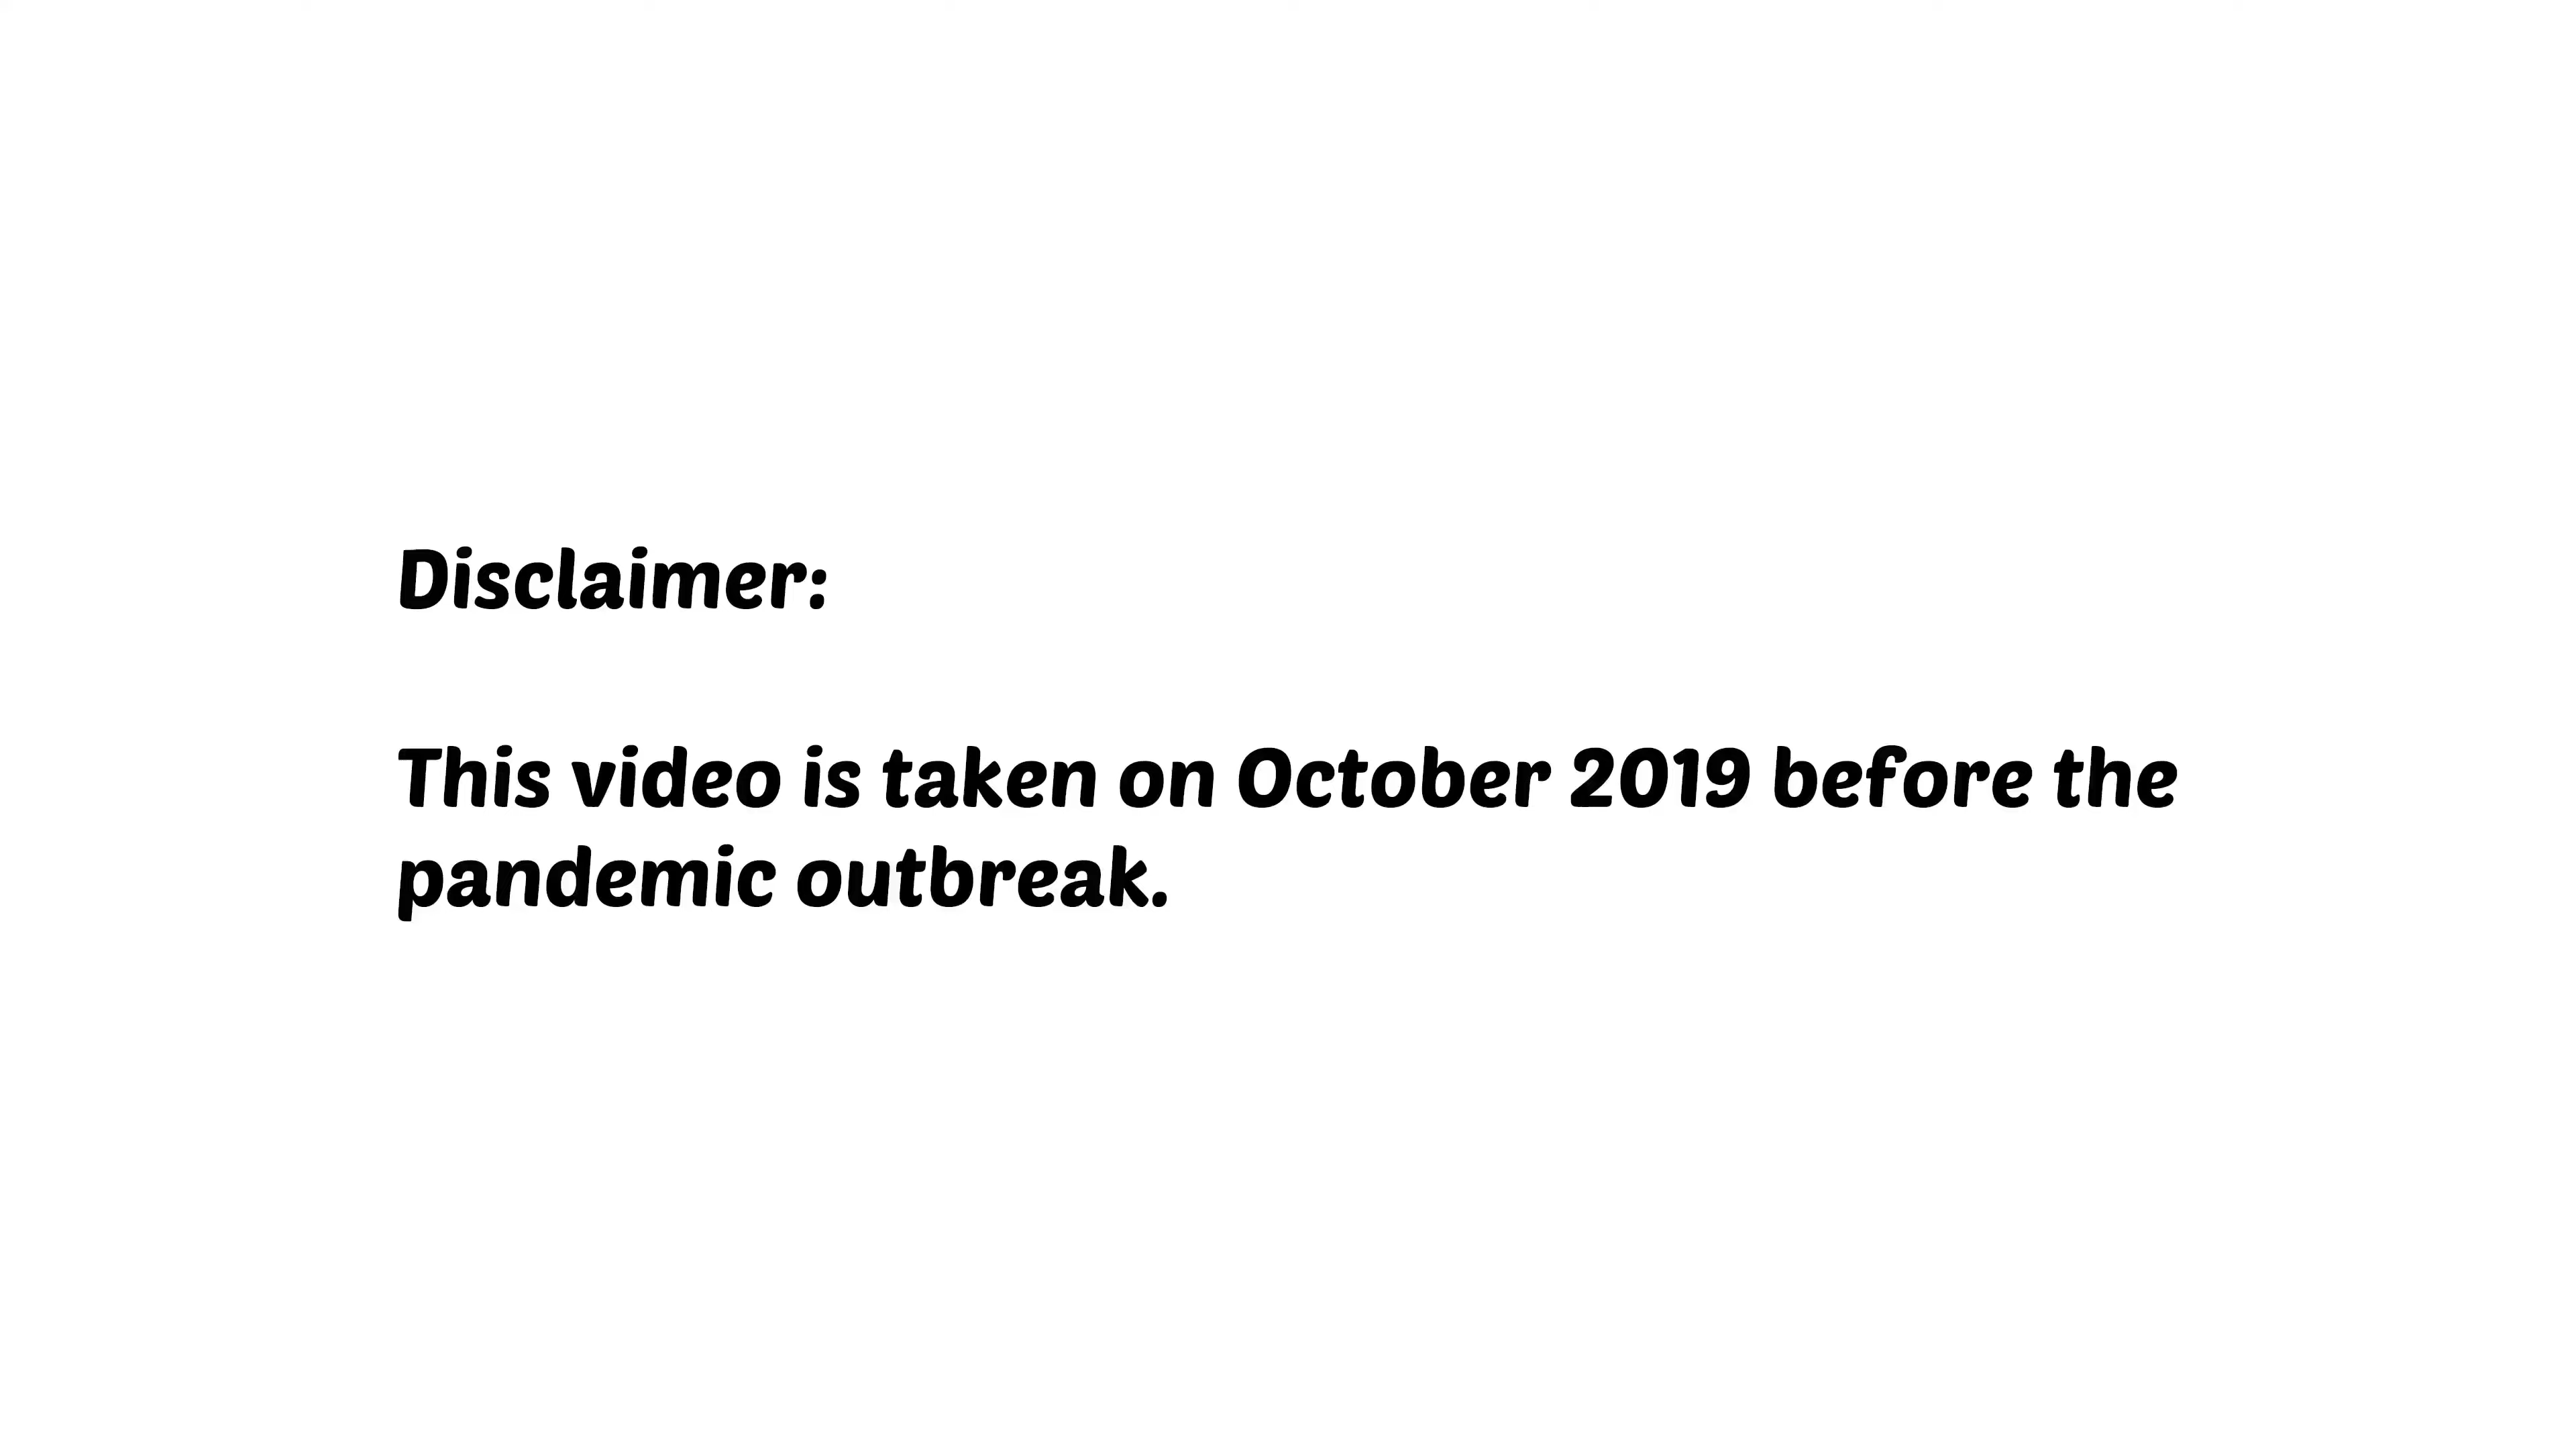 Disclaimer:
This video is taken on October 2019 before the
pandemic outbreak.